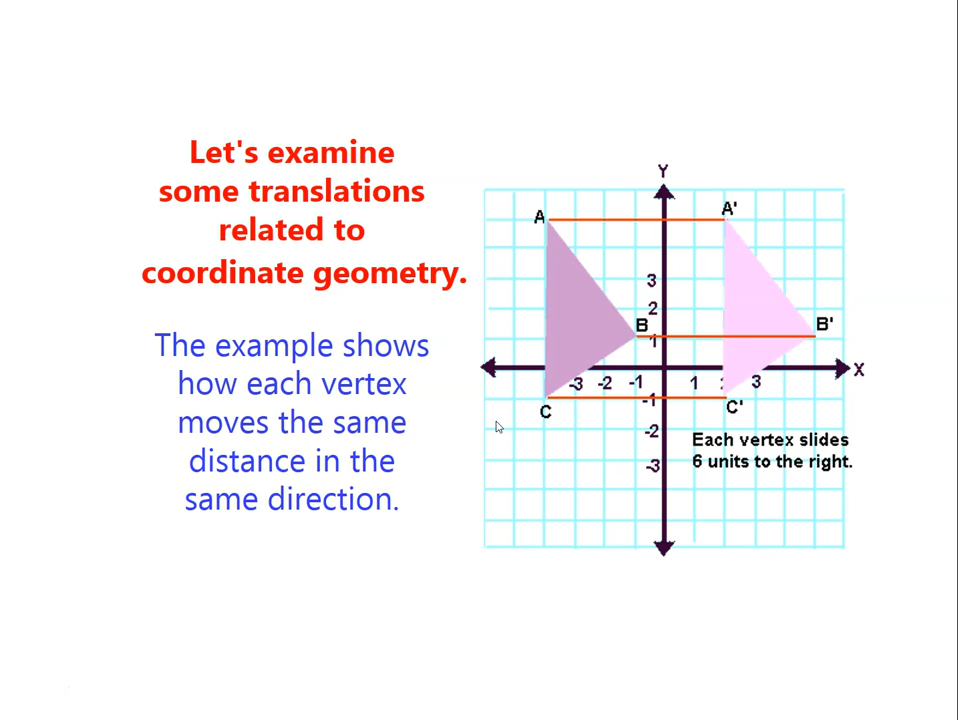 Let's examine
some translations
related to
coordinate geometry.
The example shows
how each vertex
moves the same
distance in the
same direction.
Y
A
A'
3
2
B
B'
1
X
-3 -2 -1 1 2 3
-1
C
C'
-2
-3
Each vertex slides
6 units to the right.